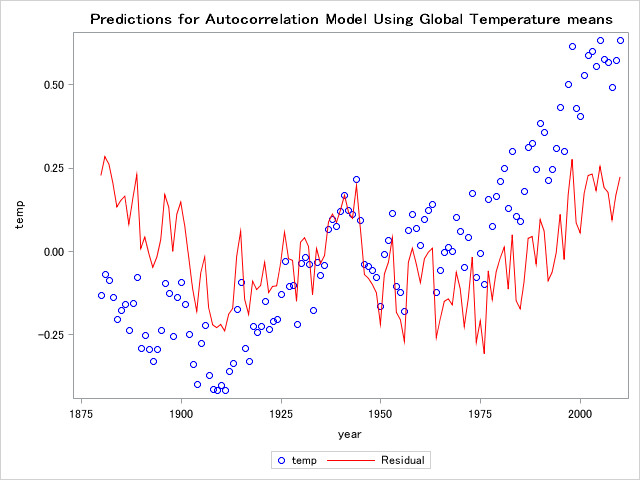 Predictions for Autocorrelation Model Using Global Temperature means
temp
0.50
0.25
0.00
-0.25
1875 1900 1925 1950 1975 2000
year
temp Residual